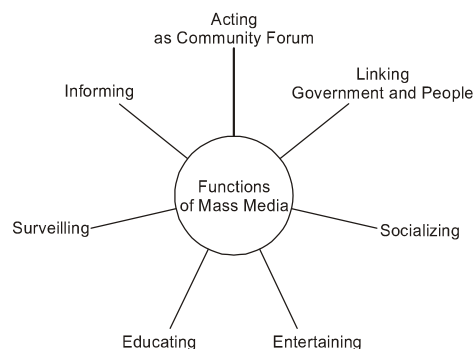 Acting
as Community Forum
Linking
Government and People
Informing
Functions
of Mass Media
Surveilling
Socializing
Educating
Entertaining